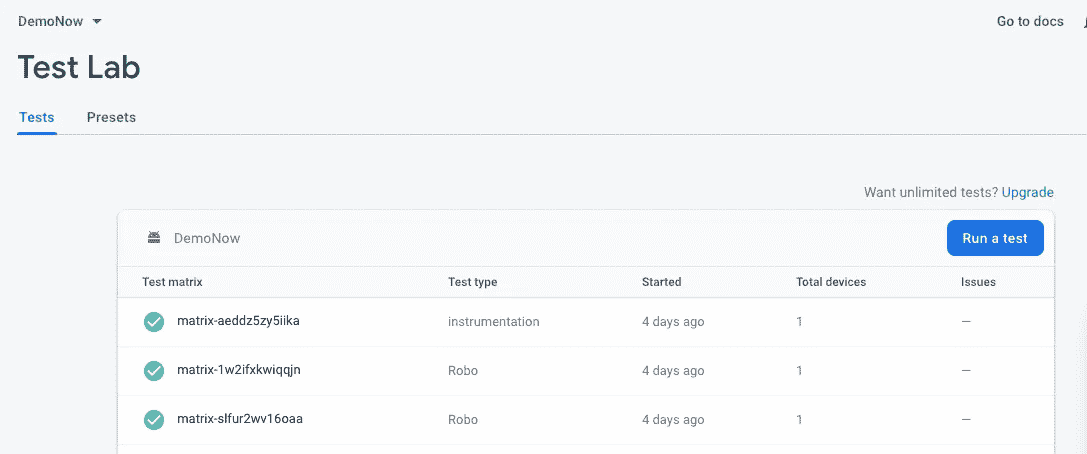 DemoNow Go to docs
Test Lab
Tests Presets
Want unlimited tests? Upgrade
DemoNow Run a test
Test matrix Test type Started Total devices Issues
matrix-aeddz5zy5iika instrumentation 4 days ago 1 —
matrix-1w2ifxkwiqqjn Robo 4 days ago 1 —
matrix-slfur2wv16oaa Robo 4 days ago 1 —